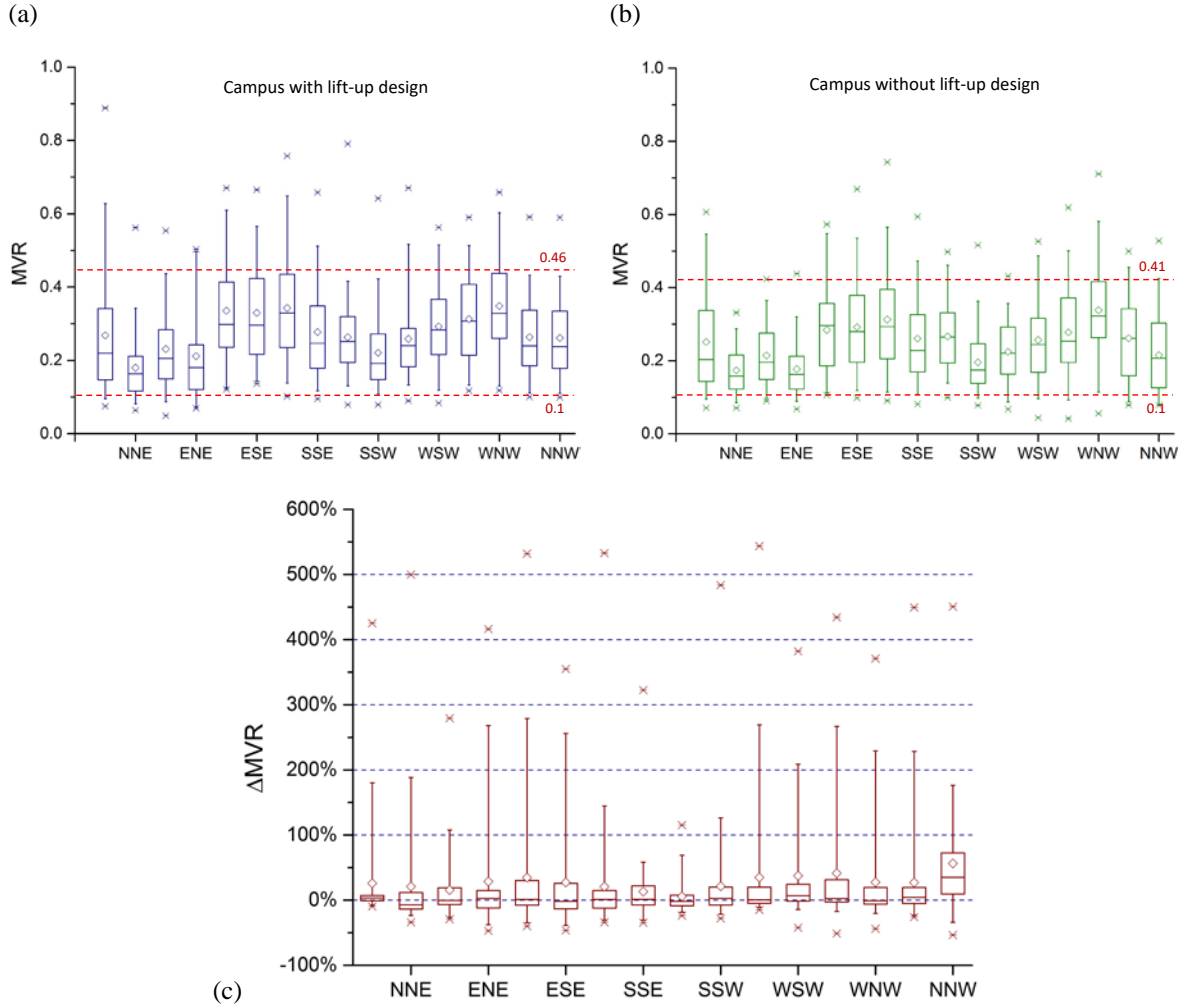 (a)
(b)
1.0
0.8
0.6
0.4
0.2
0.0
MVR
Campus with lift-up design
0.46
0.1
NNE ENE ESE SSE SSW WSW WNW NNW
1.0
0.8
0.6
0.4
0.2
0.0
MVR
Campus without lift-up design
0.41
0.1
NNE ENE ESE SSE SSW WSW WNW NNW
600%
500%
400%
300%
200%
100%
0%
-100%
ΔMVR
NNE ENE ESE SSE SSW WSW WNW NNW
(c)